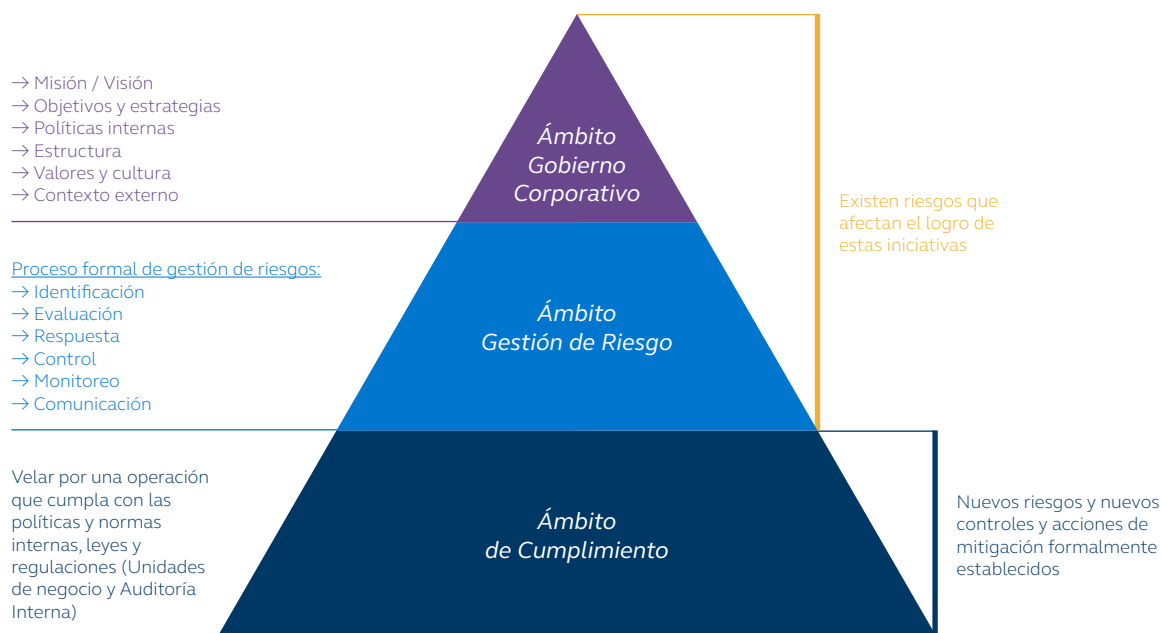 → Misión / Visión
→ Objetivos y estrategias
→ Políticas internas
→ Estructura
→ Valores y cultura
→ Contexto externo
Ámbito
Gobierno
Corporativo
Existen riesgos que
afectan el logro de
estas iniciativas
Proceso formal de gestión de riesgos:
→ Identificación
→ Evaluación
→ Respuesta
→ Control
→ Monitoreo
→ Comunicación
Ámbito
Gestión de Riesgo
Velar por una operación
que cumpla con las
políticas y normas
internas, leyes y
regulaciones (Unidades
de negocio y Auditoría
Interna)
Ámbito
de Cumplimiento
Nuevos riesgos y nuevos
controles y acciones de
mitigación formalmente
establecidos